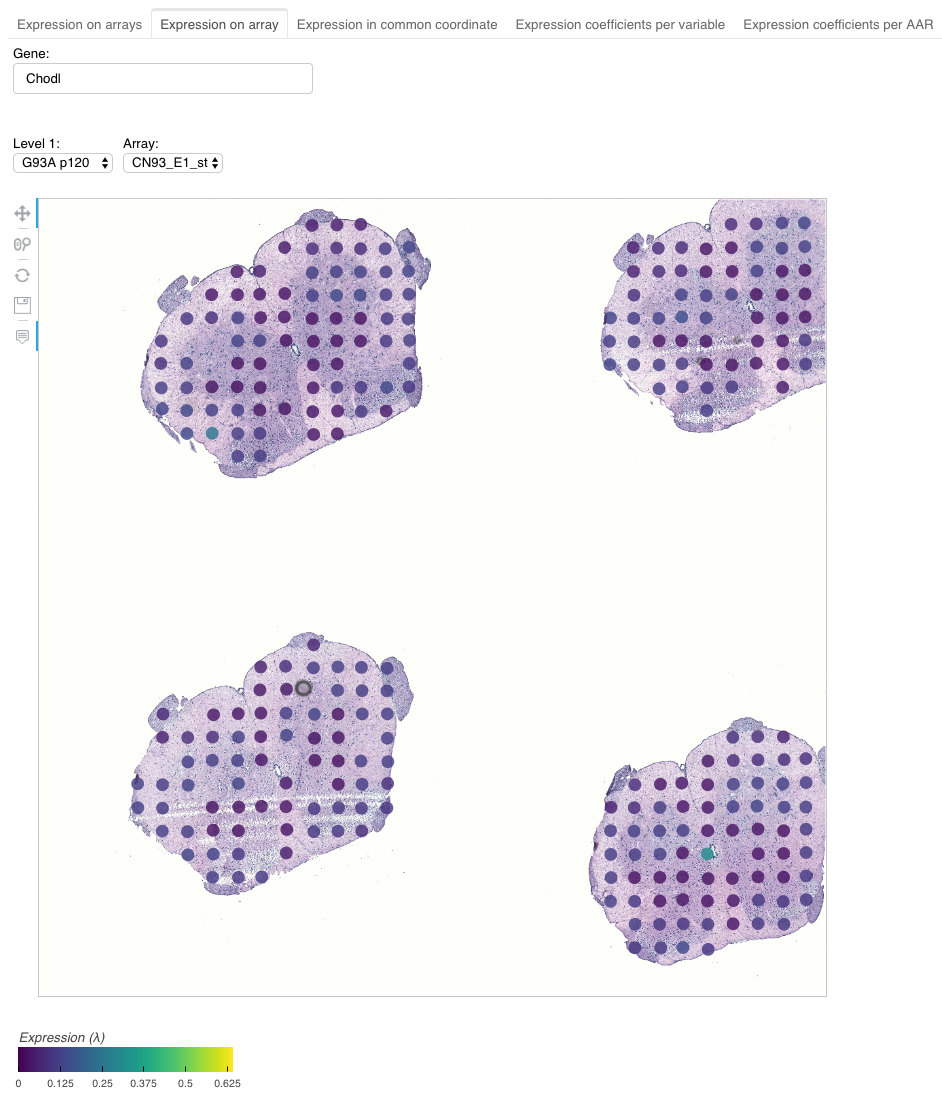 Expression on arrays Expression on array Expression in common coordinate Expression coefficients per variable Expression coefficients per AAR
Gene:
Chodl
Level 1: Array:
G93A p120 CN93_E1_st
Expression (λ)
0 0.125 0.25 0.375 0.5 0.625